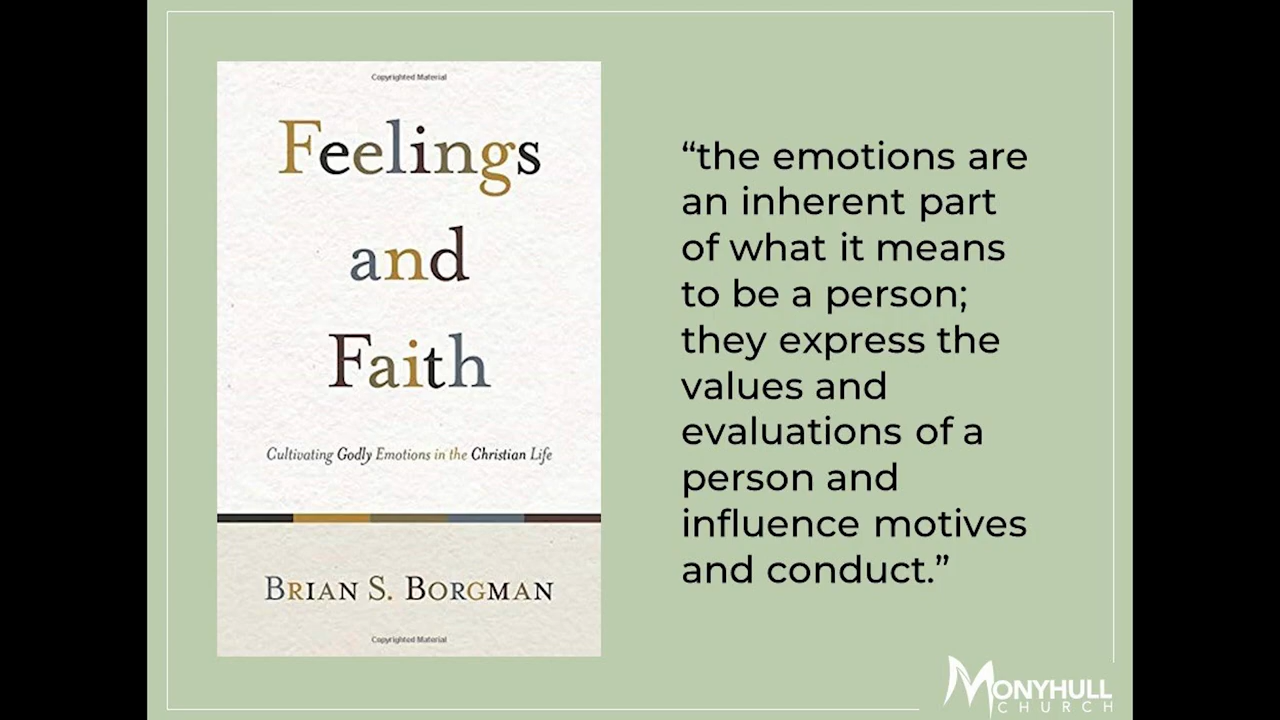 Copyrighted Material
Feelings
and
Faith
Cultivating Godly Emotions in the Christian Life
BRIAN S. BORGMAN
Copyrighted Material
“the emotions are
an inherent part
of what it means
to be a person;
they express the
values and
evaluations of a
person and
influence motives
and conduct.”
MONYHULL
CHURCH